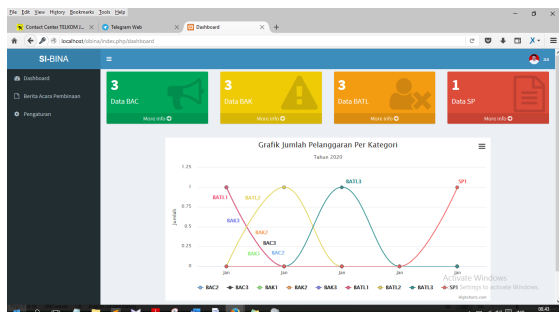 File Edit View History Bookmarks Tools Help
Contact Center TELKOM I... × Telegram Web × Dashboard × +
localhost/sibina/index.php/dashboard
SI-BINA
Dashboard
Berita Acara Pembinaan
Pengaturan
3
Data BAC
More info
3
Data BAK
More info
3
Data BATL
More info
1
Data SP
More info
Grafik Jumlah Pelanggaran Per Kategori
Tahun 2020
Jumlah
1.25
1
0.75
0.5
0.25
0
BATL1
BATL2
BATL3
SP1
BAK3
BAK2
BAC3
BAK1
BAC2
Jan Jan Jan Jan Jan
BAC2 BAC3 BAK1 BAK2 BAK3 BATL1 BATL2 BATL3 SP1
Activate Windows
Settings to activate Windows.
Highcharts.com
08.41